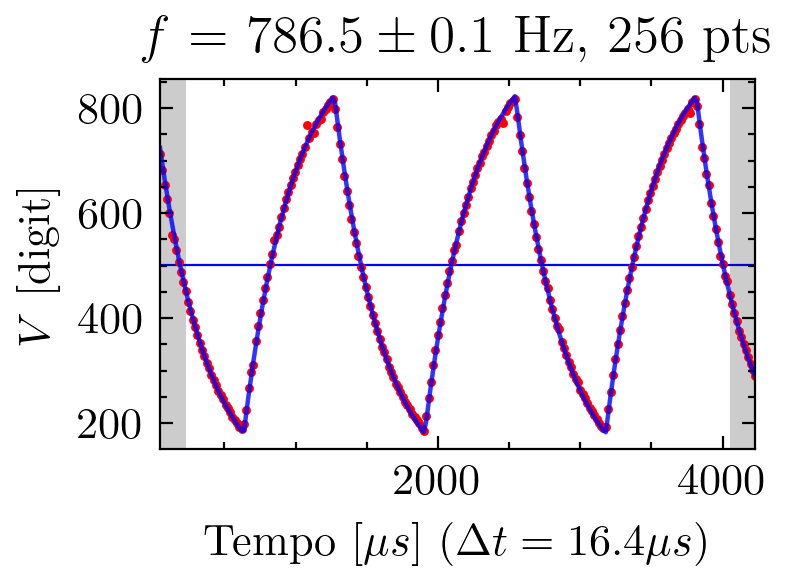 f = 786.5 ± 0.1 Hz, 256 pts
800
600
400
200
V [digit]
2000 4000
Tempo [μs] (Δt = 16.4μs)